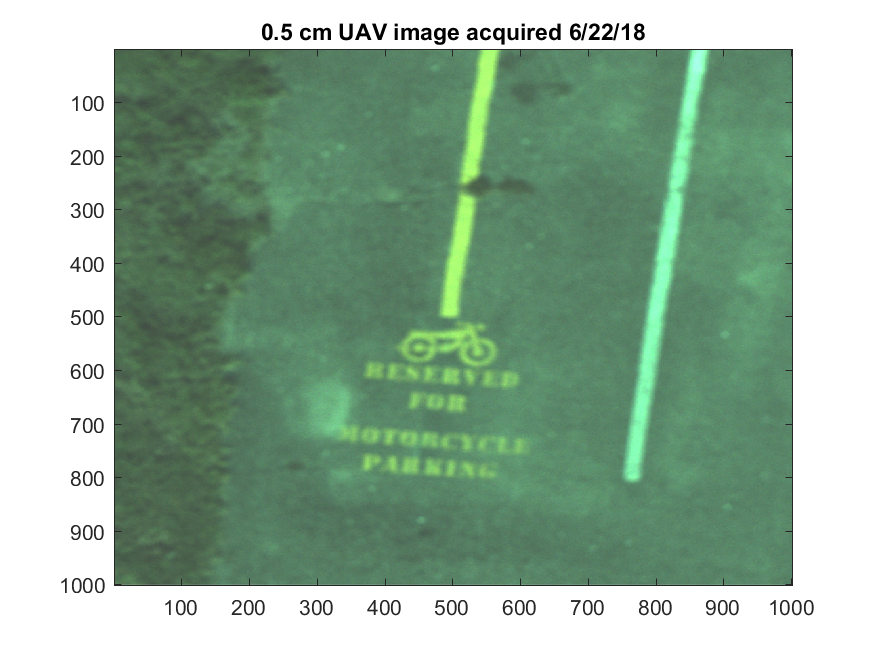 0.5 cm UAV image acquired 6/22/18
100
200
300
400
500
600
700
800
900
1000
RESERVED
FOR
MOTORCYCLE
PARKING
100 200 300 400 500 600 700 800 900 1000